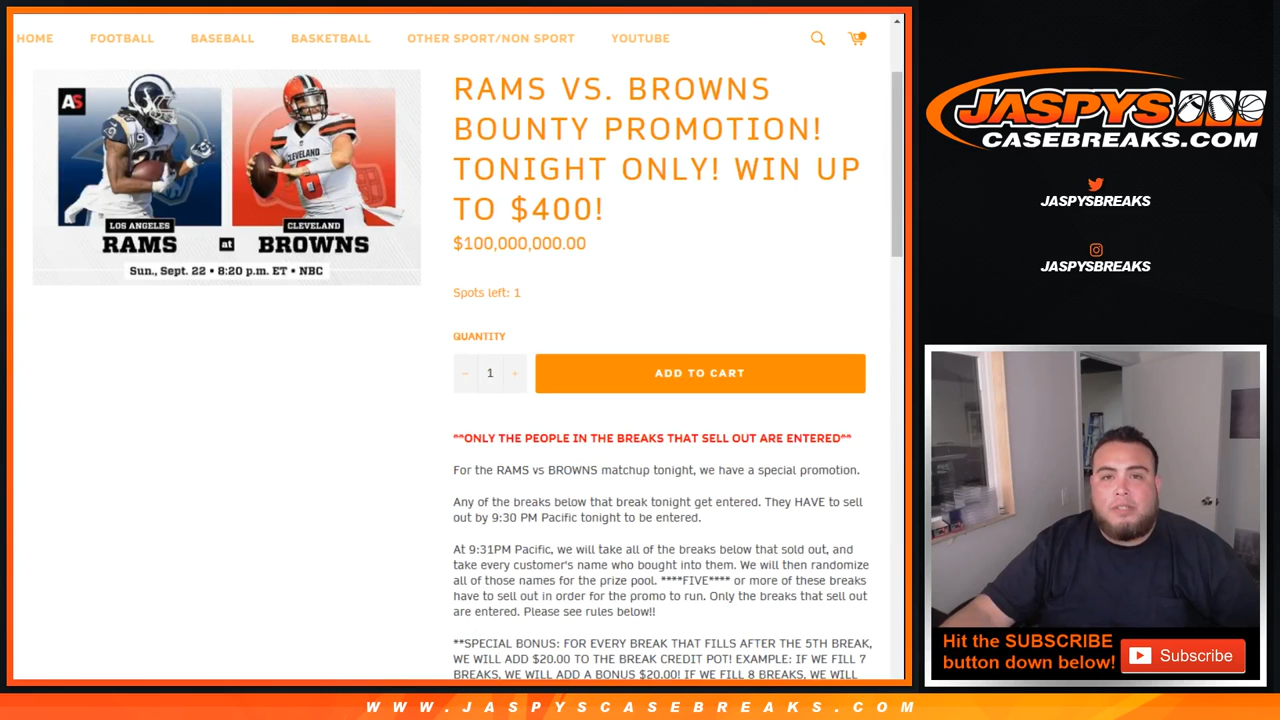 HOME FOOTBALL BASEBALL BASKETBALL OTHER SPORT/NON SPORT YOUTUBE
AS
LOS ANGELES
RAMS
at
CLEVELAND
BROWNS
Sun., Sept. 22 • 8:20 p.m. ET • NBC
CLEVELAND
6
RAMS VS. BROWNS
BOUNTY PROMOTION!
TONIGHT ONLY! WIN UP
TO $400!
$100,000,000.00
Spots left: 1
QUANTITY
− 1 +
ADD TO CART
**ONLY THE PEOPLE IN THE BREAKS THAT SELL OUT ARE ENTERED**
For the RAMS vs BROWNS matchup tonight, we have a special promotion.
Any of the breaks below that break tonight get entered. They HAVE to sell
out by 9:30 PM Pacific tonight to be entered.
At 9:31PM Pacific, we will take all of the breaks below that sold out, and
take every customer's name who bought into them. We will then randomize
all of those names for the prize pool. ****FIVE**** or more of these breaks
have to sell out in order for the promo to run. Only the breaks that sell out
are entered. Please see rules below!!
**SPECIAL BONUS: FOR EVERY BREAK THAT FILLS AFTER THE 5TH BREAK,
WE WILL ADD $20.00 TO THE BREAK CREDIT POT! EXAMPLE: IF WE FILL 7
BREAKS, WE WILL ADD A BONUS $20.00! IF WE FILL 8 BREAKS, WE WILL
JASPYS
CASEBREAKS.COM
JASPYSBREAKS
JASPYSBREAKS
Hit the SUBSCRIBE
button down below!
Subscribe
WWW.JASPYSCASEBREAKS.COM